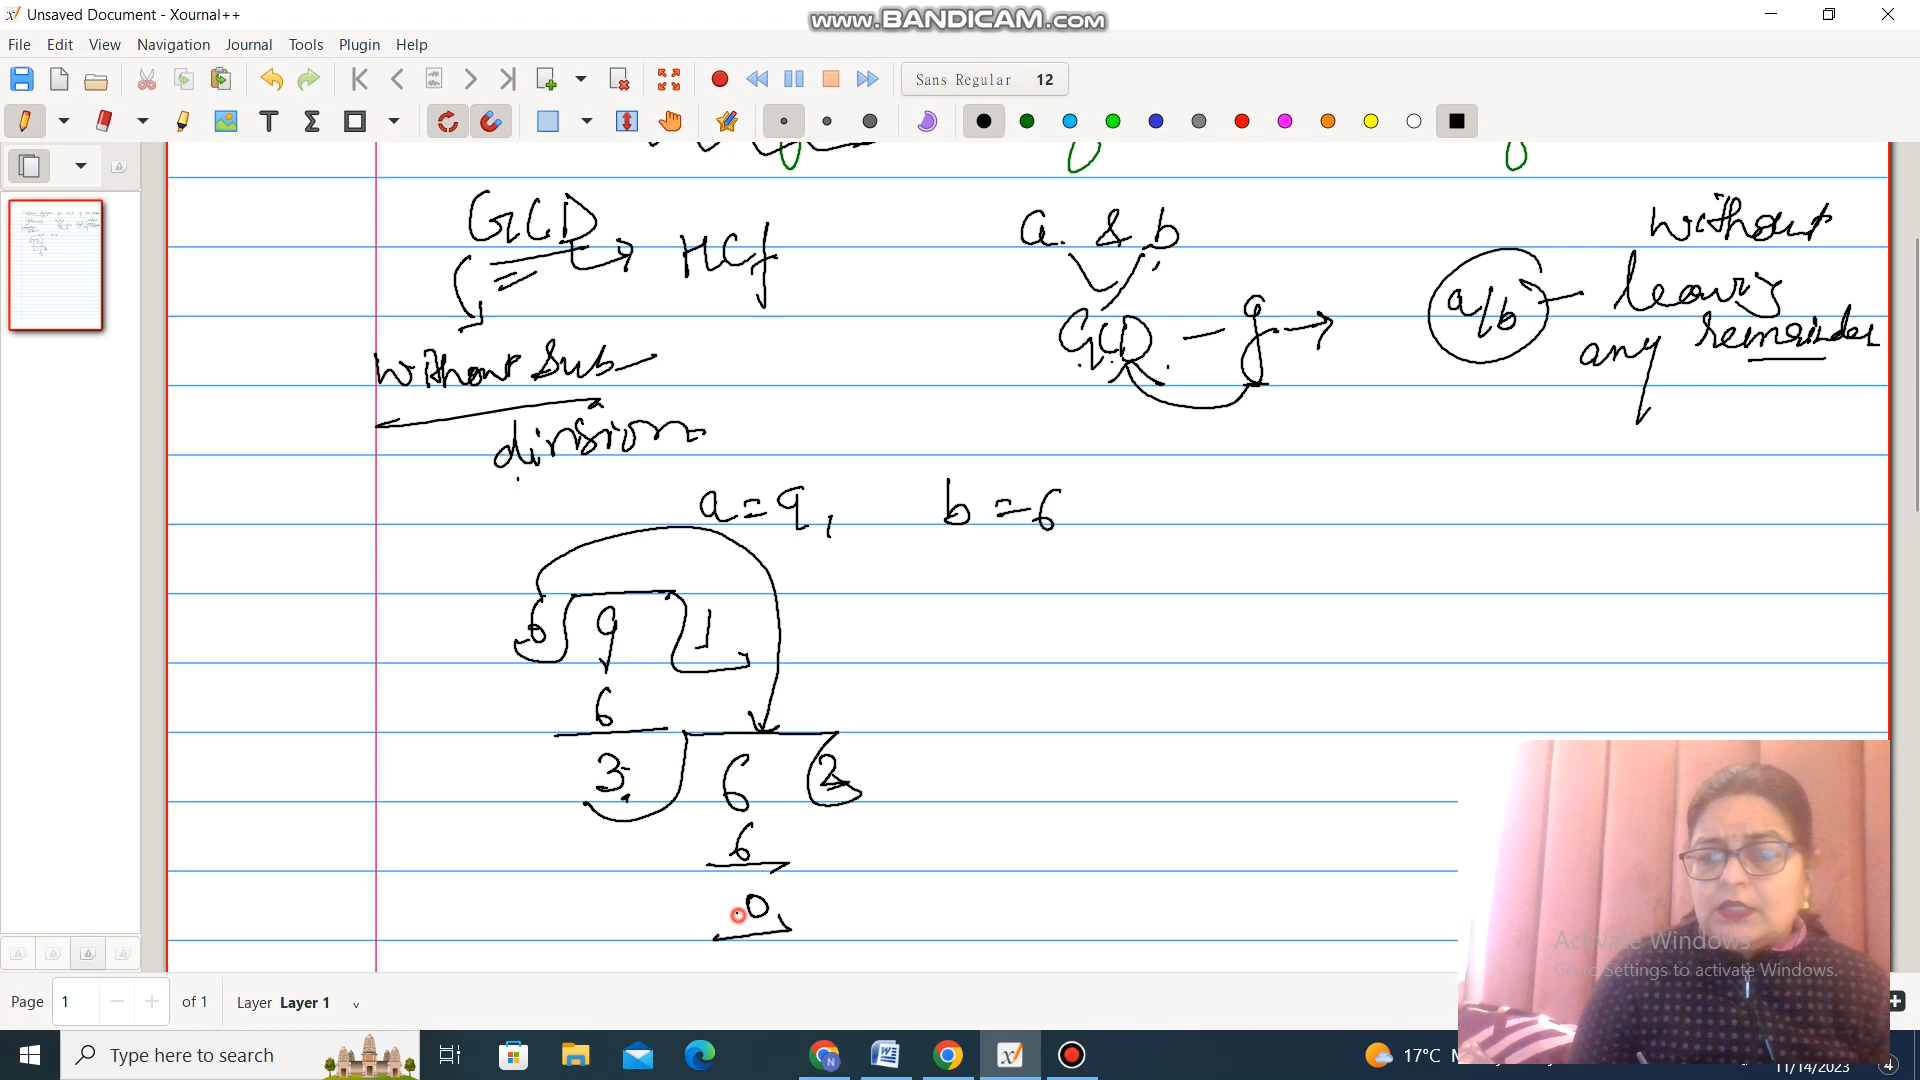 Unsaved Document - Xournal++
www.BANDICAM.com
File Edit View Navigation Journal Tools Plugin Help
Sans Regular 12
GCD
HCf
a. & b
without
GCD - g →
a/b - leaving
any remainder
without Sub
division
a = 9, b = 6
9 1
6
3 6 2
6
0
Activate Windows
Go to Settings to activate Windows.
Page 1 of 1 Layer Layer 1
Type here to search
17°C
11/14/2023
4